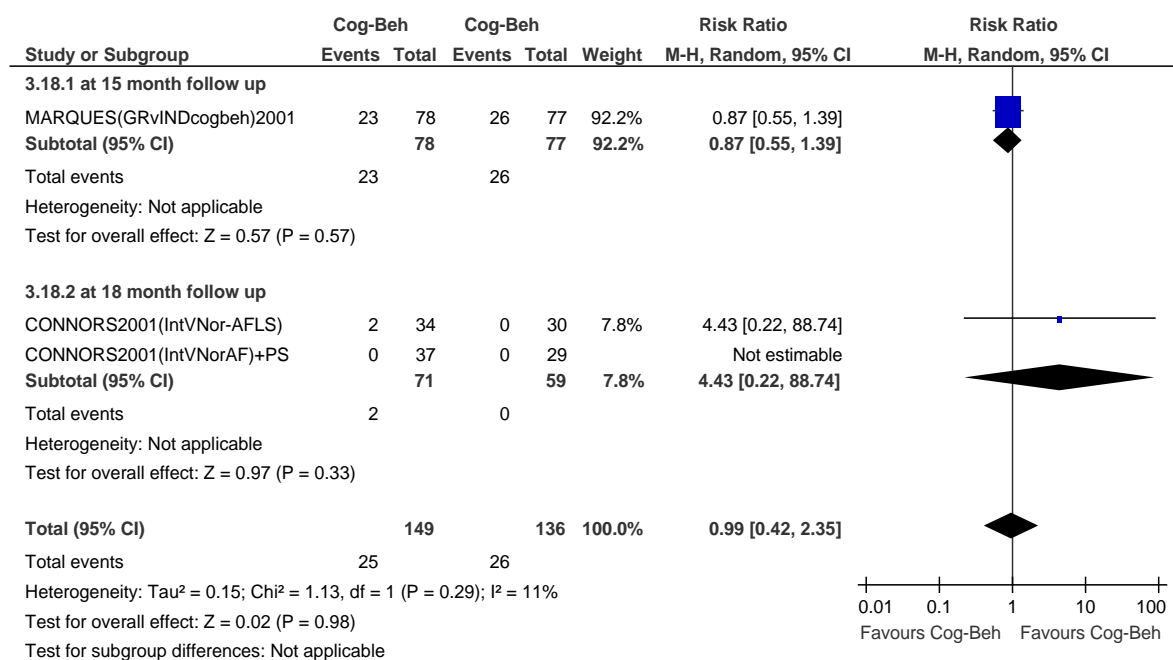 Cog-Beh Cog-Beh Risk Ratio Risk Ratio
Study or Subgroup Events Total Events Total Weight M-H, Random, 95% CI M-H, Random, 95% CI
3.18.1 at 15 month follow up
MARQUES(GRvINDcogbeh)2001 23 78 26 77 92.2% 0.87 [0.55, 1.39]
Subtotal (95% CI) 78 77 92.2% 0.87 [0.55, 1.39]
Total events 23 26
Heterogeneity: Not applicable
Test for overall effect: Z = 0.57 (P = 0.57)
3.18.2 at 18 month follow up
CONNORS2001(IntVNor-AFLS) 2 34 0 30 7.8% 4.43 [0.22, 88.74]
CONNORS2001(IntVNorAF)+PS 0 37 0 29 Not estimable
Subtotal (95% CI) 71 59 7.8% 4.43 [0.22, 88.74]
Total events 2 0
Heterogeneity: Not applicable
Test for overall effect: Z = 0.97 (P = 0.33)
Total (95% CI) 149 136 100.0% 0.99 [0.42, 2.35]
Total events 25 26
Heterogeneity: Tau² = 0.15; Chi² = 1.13, df = 1 (P = 0.29); I² = 11%
Test for overall effect: Z = 0.02 (P = 0.98)
Test for subgroup differences: Not applicable
0.01 0.1 1 10 100
Favours Cog-Beh Favours Cog-Beh